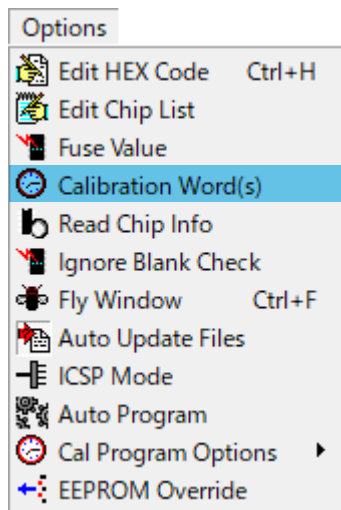 Options
Edit HEX Code Ctrl+H
Edit Chip List
Fuse Value
Calibration Word(s)
Read Chip Info
Ignore Blank Check
Fly Window Ctrl+F
Auto Update Files
ICSP Mode
Auto Program
Cal Program Options
EEPROM Override